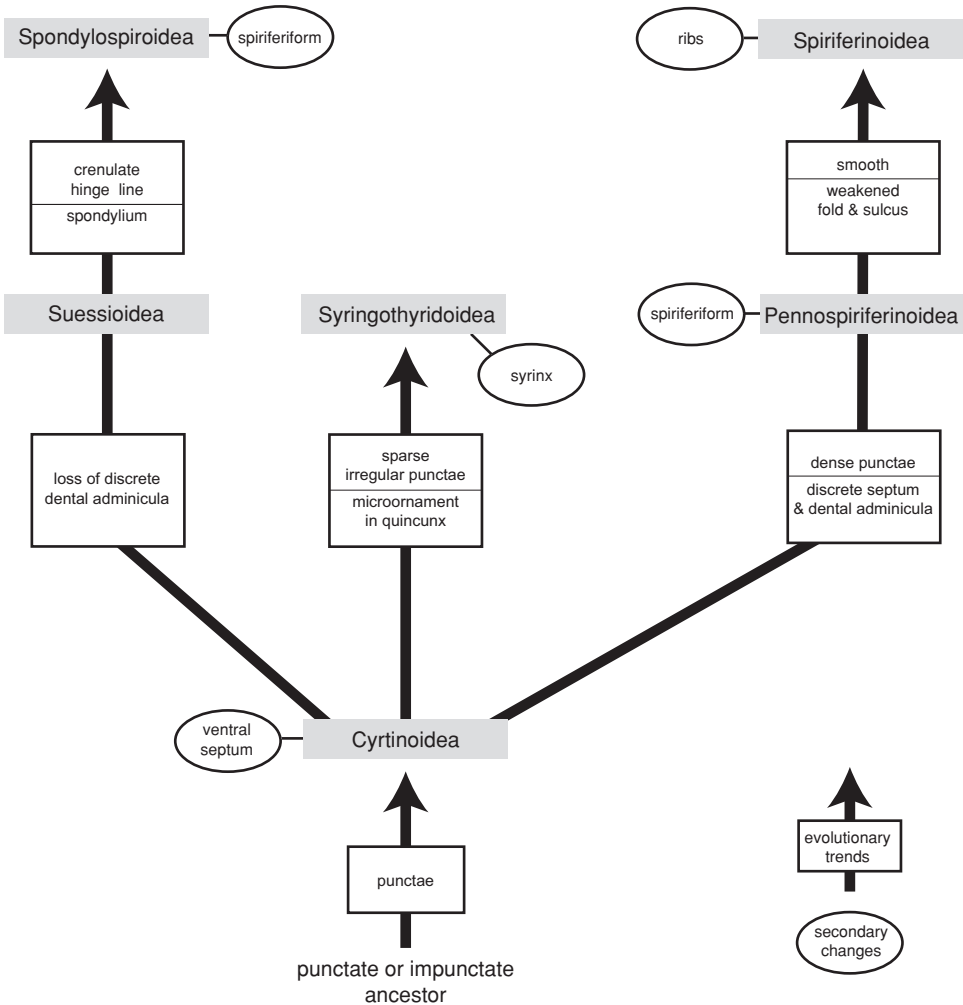 Spondylospiroidea
spiriferiform
ribs
Spiriferinoidea
crenulate
hinge line
spondylium
smooth
weakened
fold & sulcus
Suessioidea
Syringothyridoidea
spiriferiform
Pennospiriferinoidea
syrinx
loss of discrete
dental adminicula
sparse
irregular punctae
microornament
in quincunx
dense punctae
discrete septum
& dental adminicula
ventral
septum
Cyrtinoidea
punctae
punctate or impunctate
ancestor
evolutionary
trends
secondary
changes